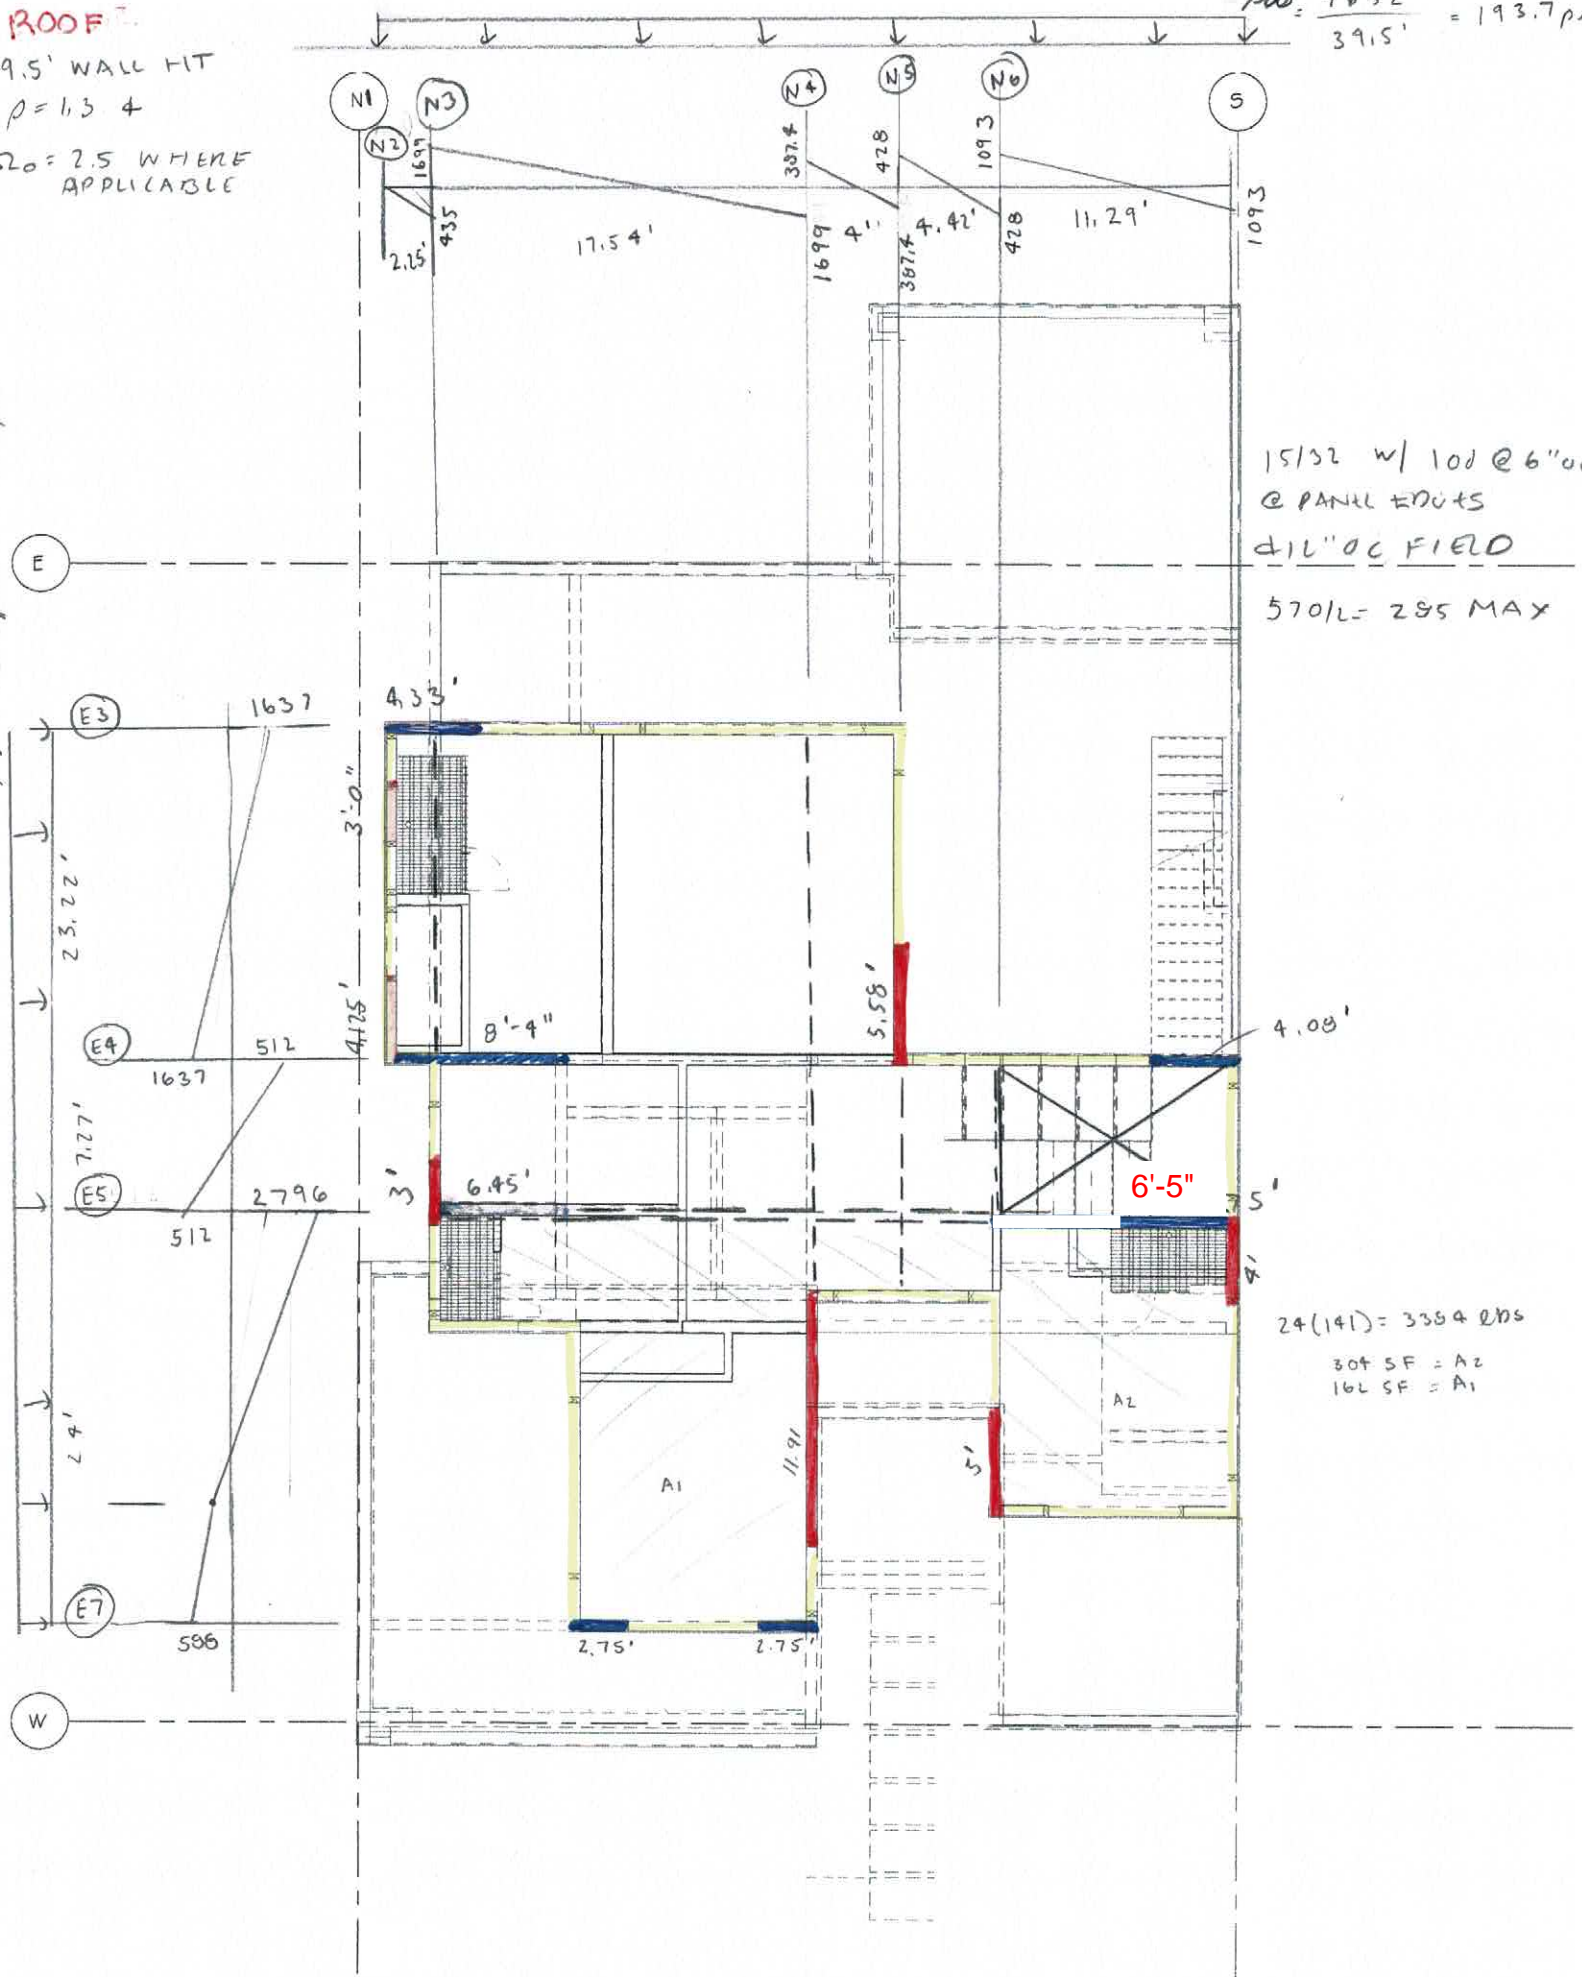 ROOF
9.5' WALL HIT
ρ = 1.3 &
Ω0 = 2.5 WHERE
APPLICABLE
39.5'
= 193.7 p
N1
N2
N3
N4
N5
N6
S
1699
435
387.4
1699
428
387.4
1093
428
1093
2.25'
17.54'
4'
4.42'
11.29'
15/32 w/ 10d @ 6"o
@ PANEL EDGES
&12"OC FIELD
E
570/2= 285 MAX
E3
1637
4.33'
3'-0"
23.22'
4.125'
8'-4"
5.58'
4.08'
E4
512
1637
7.27'
E5
2796
512
3'
6.45'
6'-5"
5'
4'
24(141)= 3384 lbs
304 SF = A2
162 SF = A1
24'
A1
11.91
5'
A2
E7
2.75'
2.75'
W